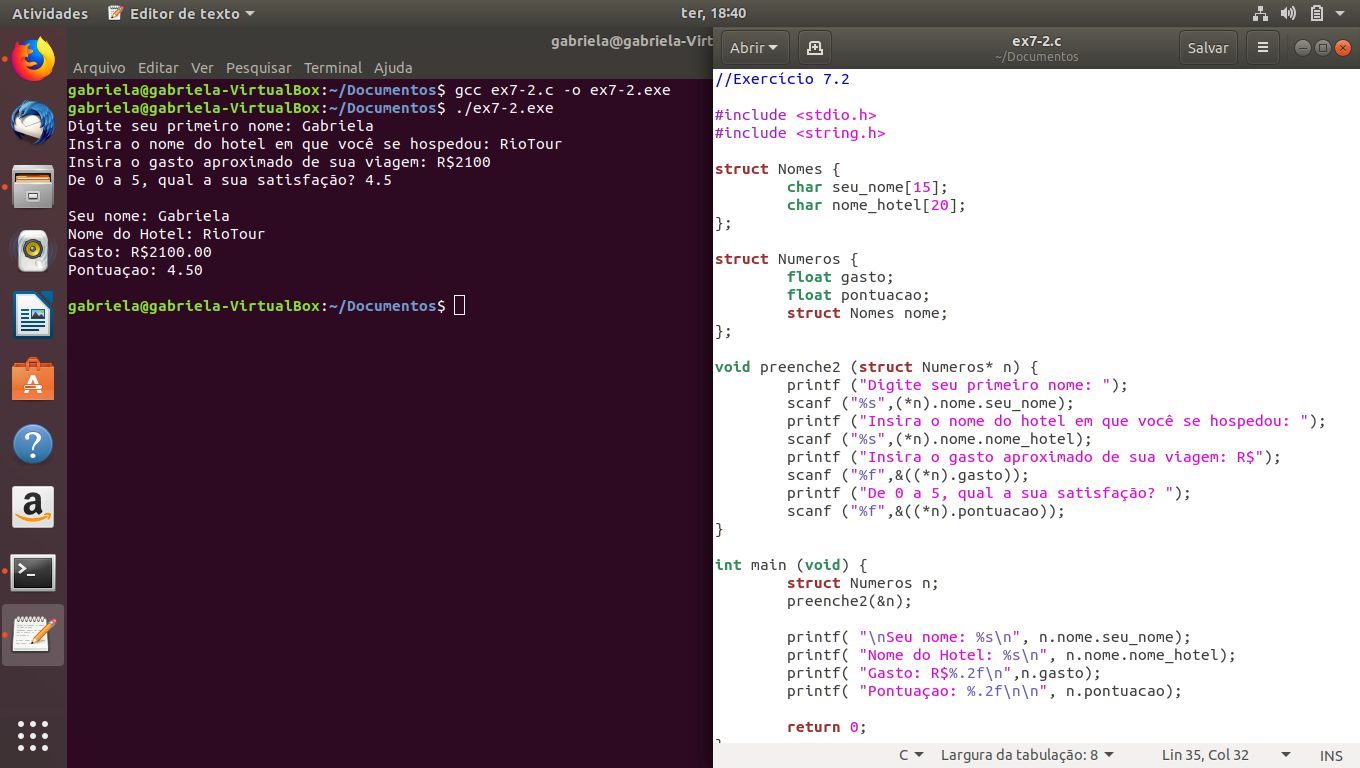 Atividades Editor de texto ter, 18:40
gabriela@gabriela-Virt
Arquivo Editar Ver Pesquisar Terminal Ajuda
gabriela@gabriela-VirtualBox:~/Documentos$ gcc ex7-2.c -o ex7-2.exe
gabriela@gabriela-VirtualBox:~/Documentos$ ./ex7-2.exe
Digite seu primeiro nome: Gabriela
Insira o nome do hotel em que você se hospedou: RioTour
Insira o gasto aproximado de sua viagem: R$2100
De 0 a 5, qual a sua satisfação? 4.5
Seu nome: Gabriela
Nome do Hotel: RioTour
Gasto: R$2100.00
Pontuaçao: 4.50
gabriela@gabriela-VirtualBox:~/Documentos$
Abrir ex7-2.c Salvar
~/Documentos
//Exercício 7.2
#include <stdio.h>
#include <string.h>
struct Nomes {
char seu_nome[15];
char nome_hotel[20];
};
struct Numeros {
float gasto;
float pontuacao;
struct Nomes nome;
};
void preenche2 (struct Numeros* n) {
printf ("Digite seu primeiro nome: ");
scanf ("%s",(*n).nome.seu_nome);
printf ("Insira o nome do hotel em que você se hospedou: ");
scanf ("%s",(*n).nome.nome_hotel);
printf ("Insira o gasto aproximado de sua viagem: R$");
scanf ("%f",&((*n).gasto));
printf ("De 0 a 5, qual a sua satisfação? ");
scanf ("%f",&((*n).pontuacao));
}
int main (void) {
struct Numeros n;
preenche2(&n);
printf( "\nSeu nome: %s\n", n.nome.seu_nome);
printf( "Nome do Hotel: %s\n", n.nome.nome_hotel);
printf( "Gasto: R$%.2f\n",n.gasto);
printf( "Pontuaçao: %.2f\n\n", n.pontuacao);
return 0;
C Largura da tabulação: 8 Lin 35, Col 32 INS